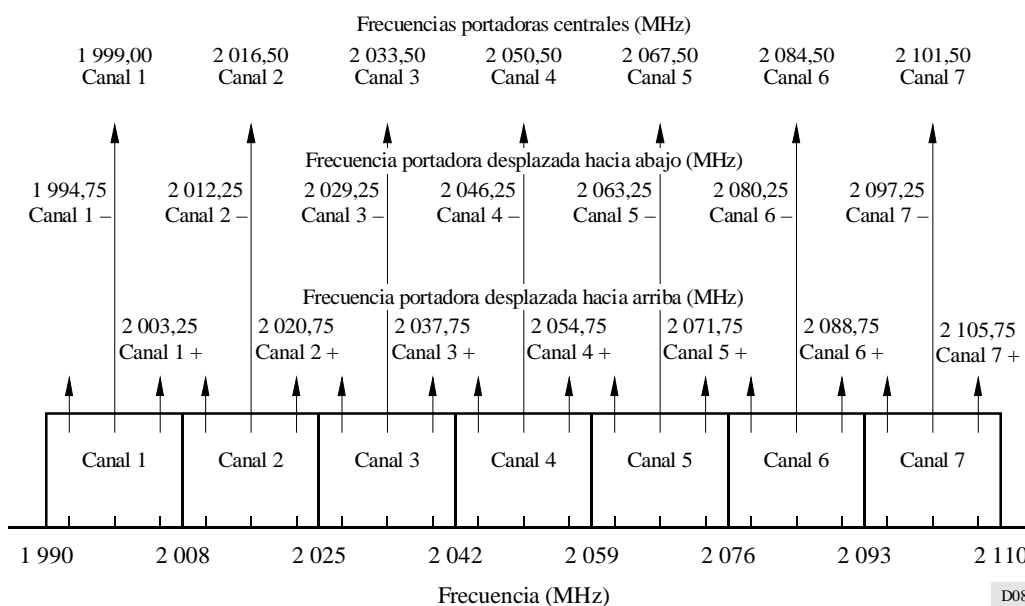 Frecuencias portadoras centrales (MHz)
1 999,00 2 016,50 2 033,50 2 050,50 2 067,50 2 084,50 2 101,50
Canal 1 Canal 2 Canal 3 Canal 4 Canal 5 Canal 6 Canal 7
Frecuencia portadora desplazada hacia abajo (MHz)
1 994,75 2 012,25 2 029,25 2 046,25 2 063,25 2 080,25 2 097,25
Canal 1 – Canal 2 – Canal 3 – Canal 4 – Canal 5 – Canal 6 – Canal 7 –
Frecuencia portadora desplazada hacia arriba (MHz)
2 003,25 2 020,75 2 037,75 2 054,75 2 071,75 2 088,75 2 105,75
Canal 1 + Canal 2 + Canal 3 + Canal 4 + Canal 5 + Canal 6 + Canal 7 +
Canal 1 Canal 2 Canal 3 Canal 4 Canal 5 Canal 6 Canal 7
1 990 2 008 2 025 2 042 2 059 2 076 2 093 2 110
Frecuencia (MHz)
D08